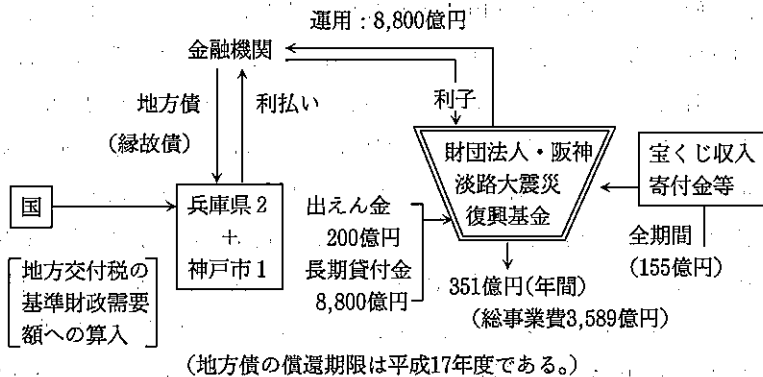 運用：8,800億円
金融機関
地方債
(縁故債)
利払い
利子
財団法人・阪神
淡路大震災
復興基金
宝くじ収入
寄付金等
国
兵庫県2
＋
神戸市1
出えん金
200億円
長期貸付金
8,800億円
全期間
(155億円)
地方交付税の
基準財政需要
額への算入
351億円(年間)
(総事業費3,589億円)
(地方債の償還期限は平成17年度である。)